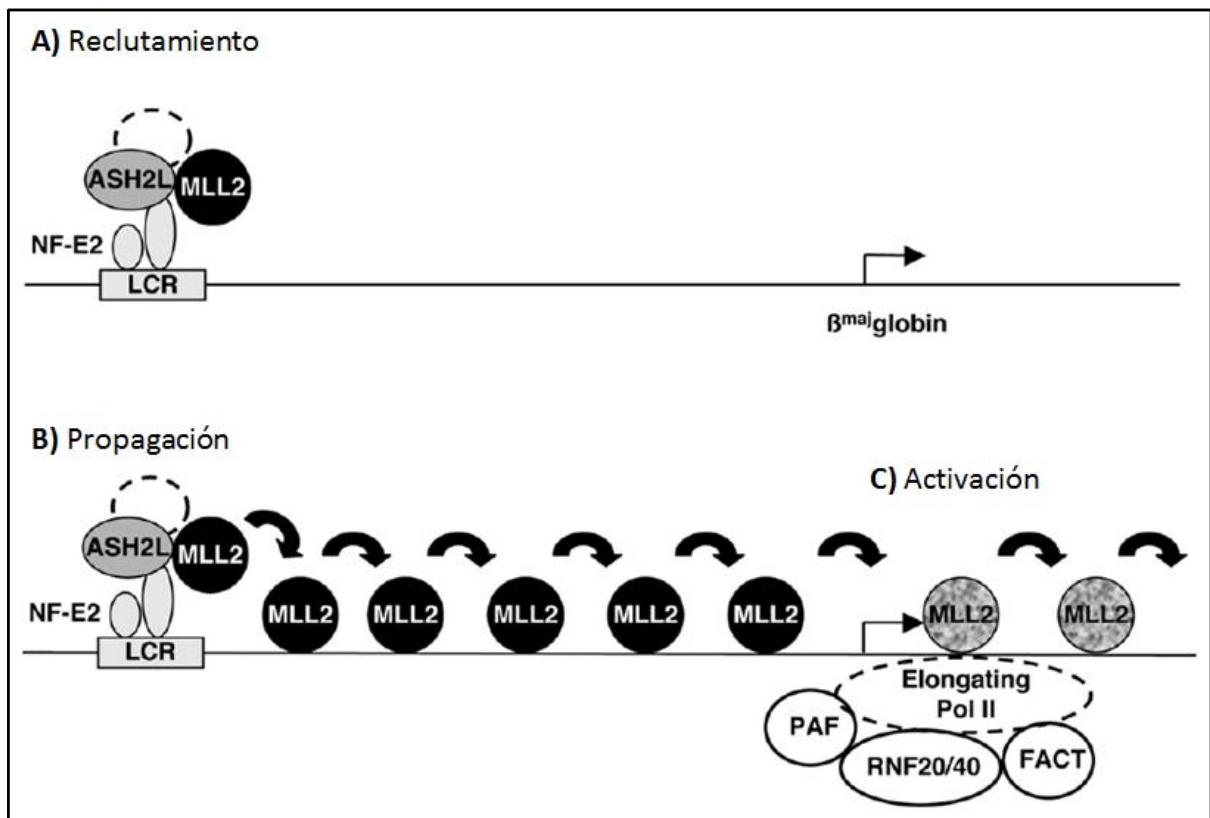 A) Reclutamiento
ASH2L
MLL2
NF-E2
LCR
ßmajglobin
B) Propagación
C) Activación
ASH2L
MLL2
MLL2
MLL2
MLL2
MLL2
MLL2
MLL2
MLL2
NF-E2
LCR
Elongating
Pol II
PAF
RNF20/40
FACT